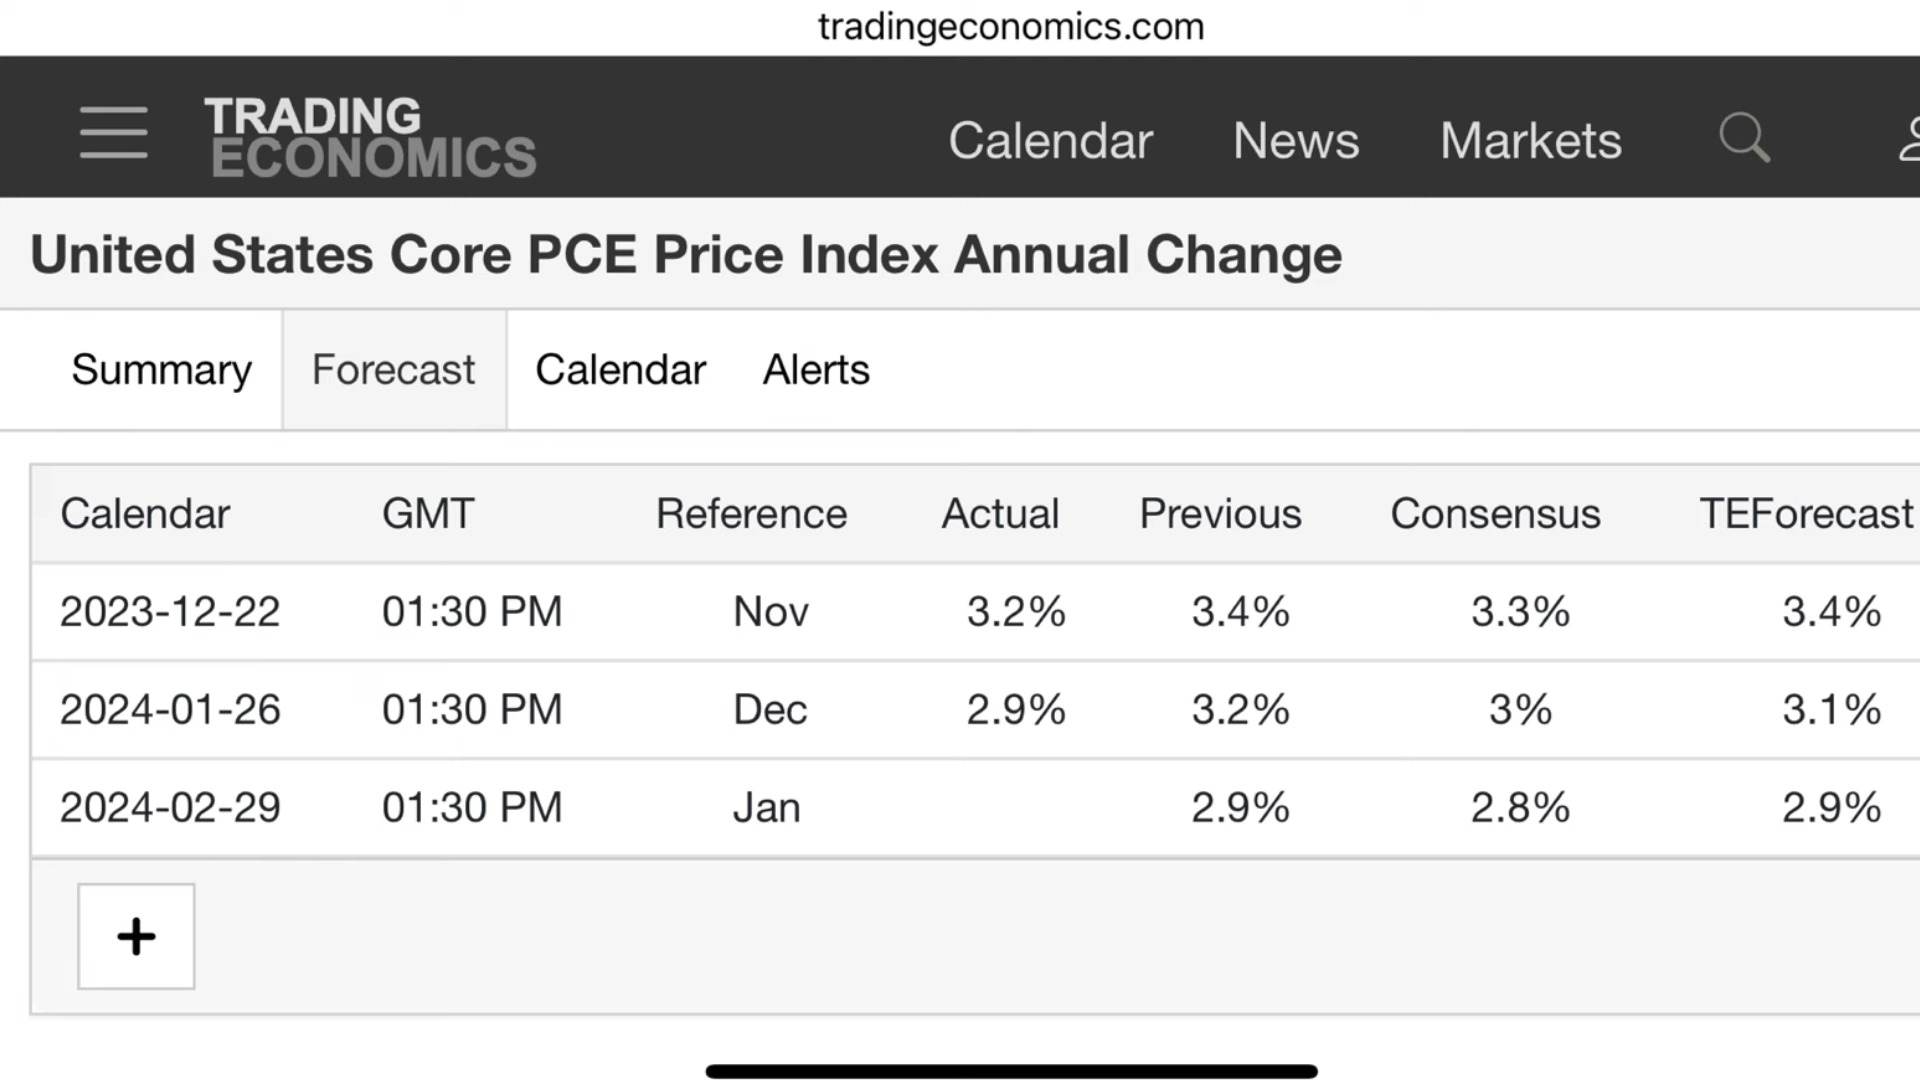 tradingeconomics.com
TRADING
ECONOMICS
Calendar News Markets
United States Core PCE Price Index Annual Change
Summary Forecast Calendar Alerts
Calendar GMT Reference Actual Previous Consensus TEForecast
2023-12-22 01:30 PM Nov 3.2% 3.4% 3.3% 3.4%
2024-01-26 01:30 PM Dec 2.9% 3.2% 3% 3.1%
2024-02-29 01:30 PM Jan 2.9% 2.8% 2.9%
+